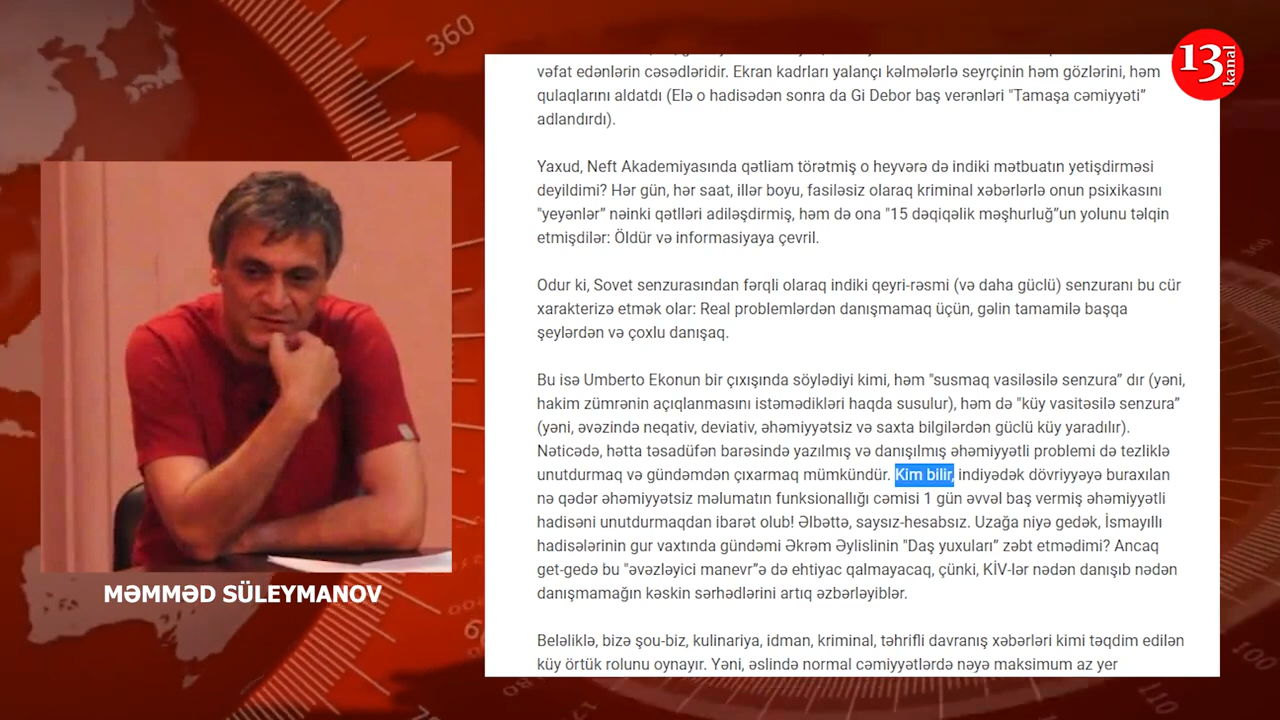 360
13
kanal
vəfat edənlərin cəsədləridir. Ekran kadrları yalançı kəlmələrlə seyrçinin həm gözlərini, həm
qulaqlarını aldatdı (Elə o hadisədən sonra da Gi Debor baş verənləri "Tamaşa cəmiyyəti”
adlandırdı).
Yaxud, Neft Akademiyasında qətliam törətmiş o heyvərə də indiki mətbuatın yetişdirməsi
deyildimi? Hər gün, hər saat, illər boyu, fasiləsiz olaraq kriminal xəbərlərlə onun psixikasını
"yeyənlər” nəinki qətlləri adiləşdirmiş, həm də ona "15 dəqiqəlik məşhurluğ”un yolunu təlqin
etmişdilər: Öldür və informasiyaya çevril.
Odur ki, Sovet senzurasından fərqli olaraq indiki qeyri-rəsmi (və daha güclü) senzuranı bu cür
xarakterizə etmək olar: Real problemlərdən danışmamaq üçün, gəlin tamamilə başqa
şeylərdən və çoxlu danışaq.
Bu isə Umberto Ekonun bir çıxışında söylədiyi kimi, həm "susmaq vasiləsilə senzura” dır (yəni,
hakim zümrənin açıqlanmasını istəmədikləri haqda susulur), həm də "küy vasitəsilə senzura”
(yəni, əvəzində neqativ, deviativ, əhəmiyyətsiz və saxta bilgilərdən güclü küy yaradılır).
Nəticədə, hətta təsadüfən barəsində yazılmış və danışılmış əhəmiyyətli problemi də tezliklə
unutdurmaq və gündəmdən çıxarmaq mümkündür. Kim bilir, indiyədək dövriyyəyə buraxılan
nə qədər əhəmiyyətsiz məlumatın funksionallığı cəmisi 1 gün əvvəl baş vermiş əhəmiyyətli
hadisəni unutdurmaqdan ibarət olub! Əlbəttə, saysız-hesabsız. Uzağa niyə gedək, İsmayıllı
hadisələrinin gur vaxtında gündəmi Əkrəm Əylislinin "Daş yuxuları” zəbt etmədimi? Ancaq
get-gedə bu "əvəzləyici manevr”ə də ehtiyac qalmayacaq, çünki, KİV-lər nədən danışıb nədən
danışmamağın kəskin sərhədlərini artıq əzbərləyiblər.
Beləliklə, bizə şou-biz, kulinariya, idman, kriminal, təhrifli davranış xəbərləri kimi təqdim edilən
küy örtük rolunu oynayır. Yəni, əslində normal cəmiyyətlərdə nəyə maksimum az yer
MƏMMƏD SÜLEYMANOV
100
110